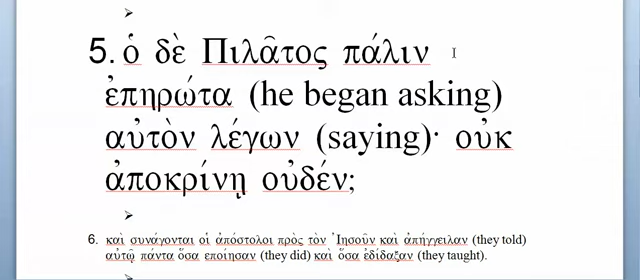 5. ὁ δὲ Πιλᾶτος πάλιν
ἐπηρώτα (he began asking)
αὐτὸν λέγων (saying)· οὐκ
ἀποκρίνῃ οὐδέν;
6. καὶ συνάγονται οἱ ἀπόστολοι πρὸς τὸν Ἰησοῦν καὶ ἀπήγγειλαν (they told)
αὐτῷ πάντα ὅσα ἐποίησαν (they did) καὶ ὅσα ἐδίδαξαν (they taught).